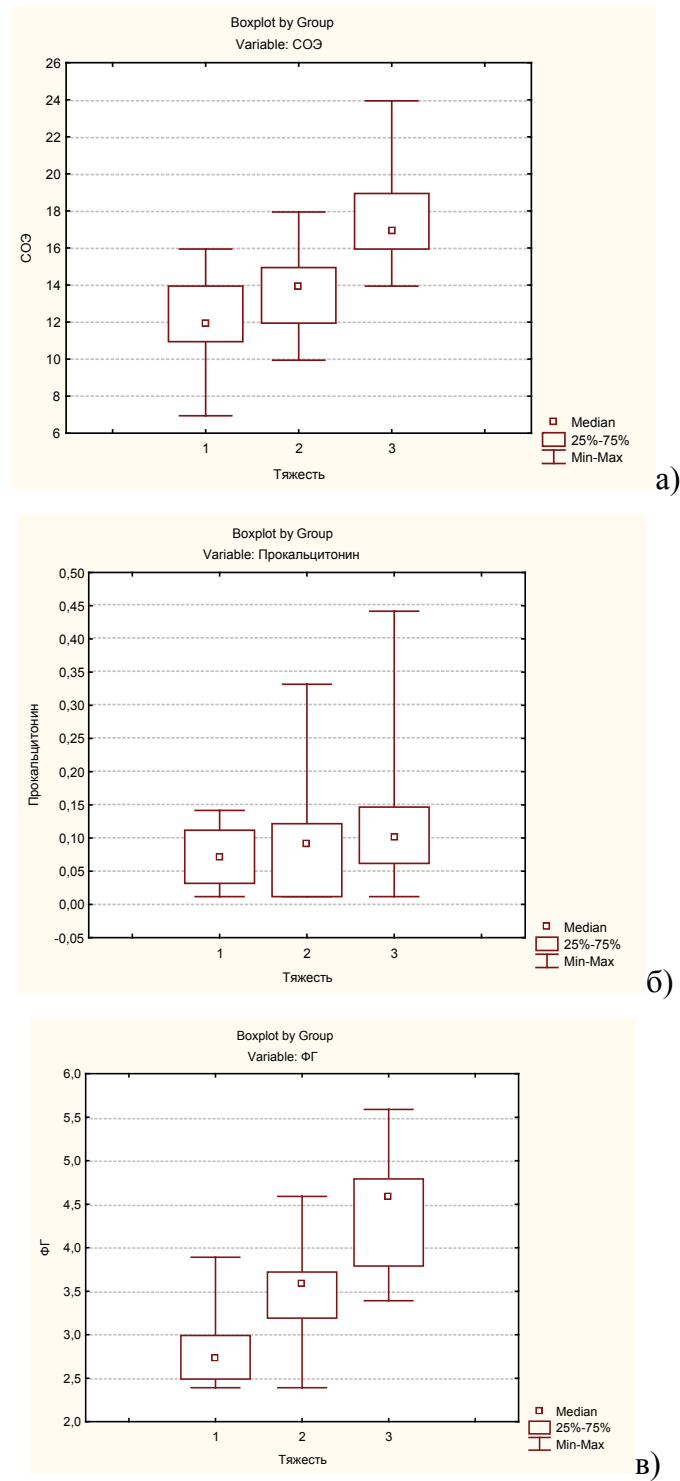 Boxplot by Group
Variable: СОЭ
26
24
22
20
18
16
14
12
10
8
6
СОЭ
1 2 3
Тяжесть
Median
25%-75%
Min-Max
а)
Boxplot by Group
Variable: Прокальцитонин
0,50
0,45
0,40
0,35
0,30
0,25
0,20
0,15
0,10
0,05
0,00
-0,05
Прокальцитонин
1 2 3
Тяжесть
Median
25%-75%
Min-Max
б)
Boxplot by Group
Variable: ФГ
6,0
5,5
5,0
4,5
4,0
3,5
3,0
2,5
2,0
ФГ
1 2 3
Тяжесть
Median
25%-75%
Min-Max
в)